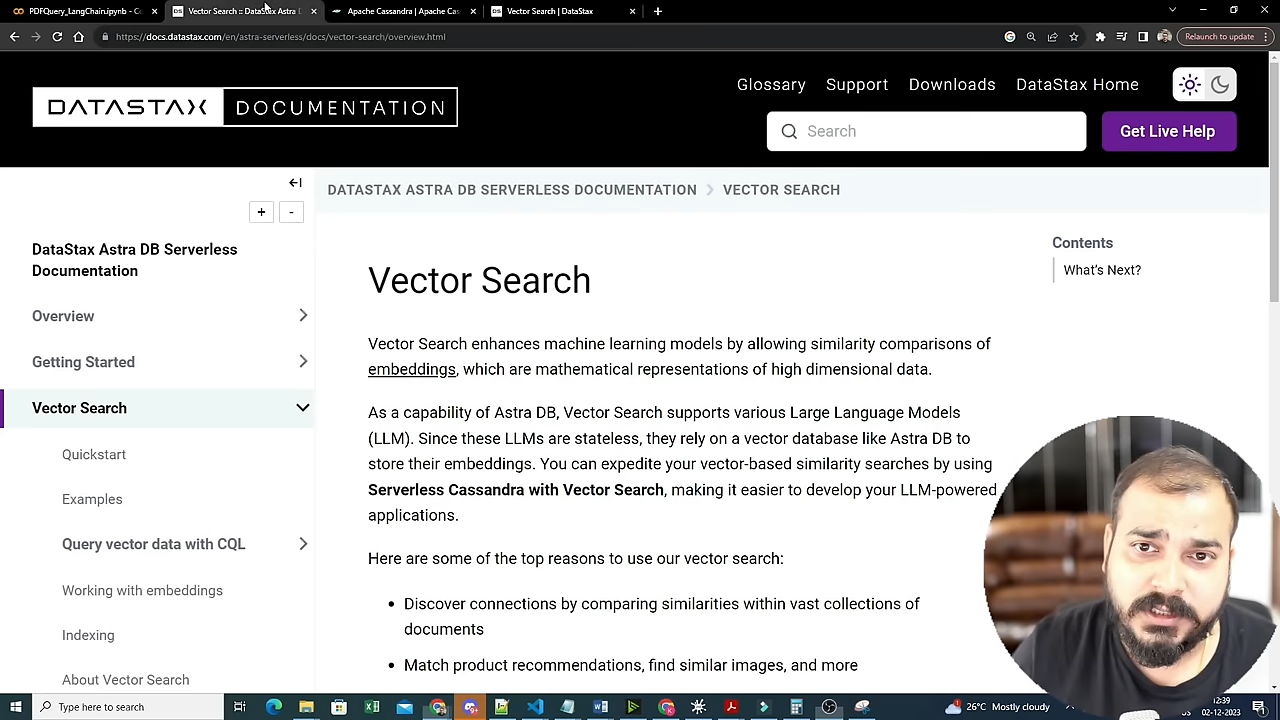 PDFQuery_LangChain.ipynb - Co
Vector Search :: DataStax Astra D
Apache Cassandra | Apache Cas
Vector Search | DataStax
https://docs.datastax.com/en/astra-serverless/docs/vector-search/overview.html
Relaunch to update
DATASTAX DOCUMENTATION
Glossary Support Downloads DataStax Home
Search
Get Live Help
DATASTAX ASTRA DB SERVERLESS DOCUMENTATION
VECTOR SEARCH
+ -
DataStax Astra DB Serverless
Documentation
Overview
Getting Started
Vector Search
Quickstart
Examples
Query vector data with CQL
Working with embeddings
Indexing
About Vector Search
Vector Search
Vector Search enhances machine learning models by allowing similarity comparisons of
embeddings, which are mathematical representations of high dimensional data.
As a capability of Astra DB, Vector Search supports various Large Language Models
(LLM). Since these LLMs are stateless, they rely on a vector database like Astra DB to
store their embeddings. You can expedite your vector-based similarity searches by using
Serverless Cassandra with Vector Search, making it easier to develop your LLM-powered
applications.
Here are some of the top reasons to use our vector search:
• Discover connections by comparing similarities within vast collections of
documents
• Match product recommendations, find similar images, and more
Contents
What's Next?
Type here to search
26°C Mostly cloudy
12:39
02-12-2023